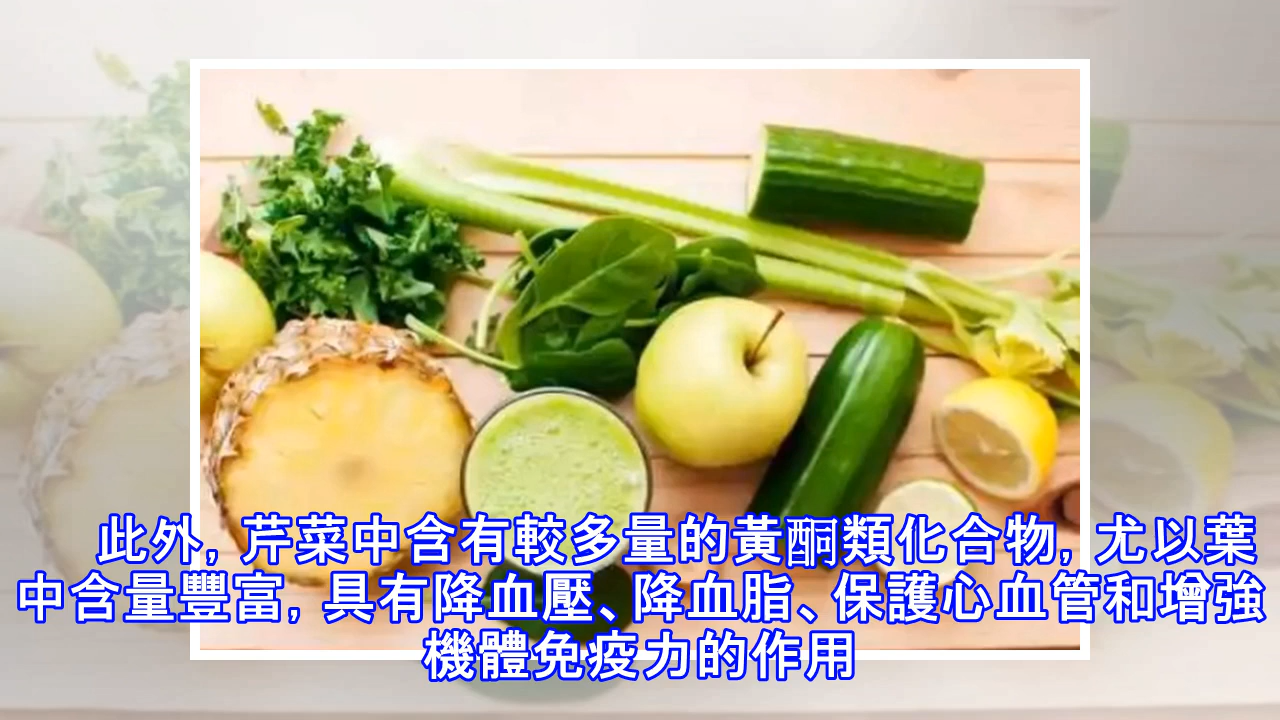 此外, 芹菜中含有較多量的黃酮類化合物, 尤以葉
中含量豐富, 具有降血壓、降血脂、保護心血管和增強
機體免疫力的作用